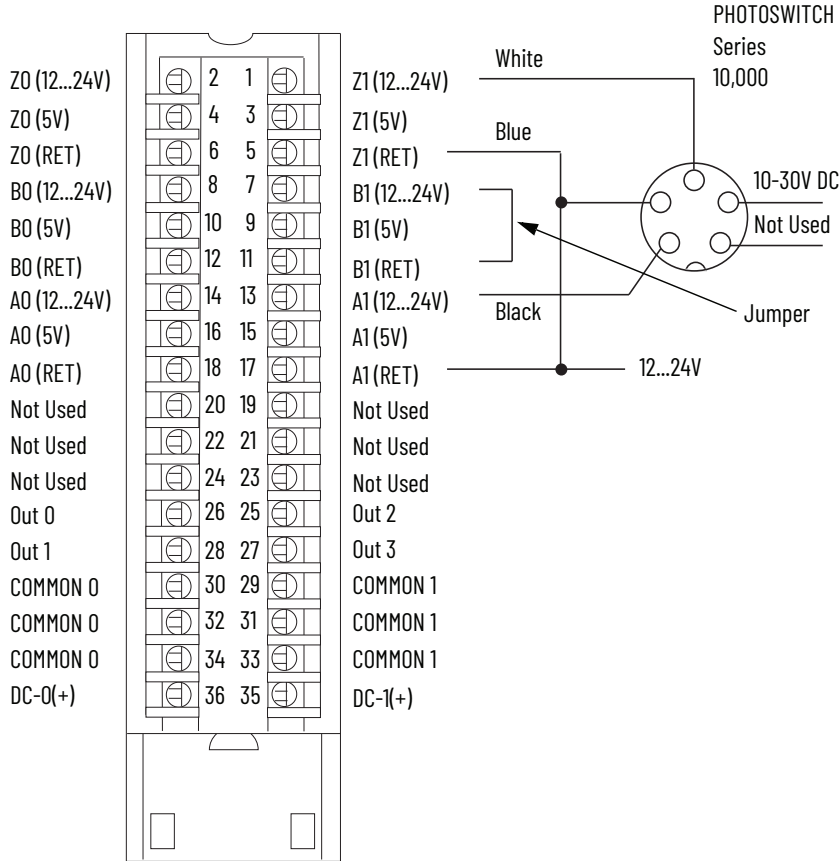 PHOTOSWITCH
Series
10,000
Z0 (12...24V) 2 1 Z1 (12...24V) White
Z0 (5V) 4 3 Z1 (5V)
Z0 (RET) 6 5 Z1 (RET) Blue
B0 (12...24V) 8 7 B1 (12...24V) 10-30V DC
B0 (5V) 10 9 B1 (5V) Not Used
B0 (RET) 12 11 B1 (RET)
A0 (12...24V) 14 13 A1 (12...24V) Black Jumper
A0 (5V) 16 15 A1 (5V)
A0 (RET) 18 17 A1 (RET) 12...24V
Not Used 20 19 Not Used
Not Used 22 21 Not Used
Not Used 24 23 Not Used
Out 0 26 25 Out 2
Out 1 28 27 Out 3
COMMON 0 30 29 COMMON 1
COMMON 0 32 31 COMMON 1
COMMON 0 34 33 COMMON 1
DC-0(+) 36 35 DC-1(+)